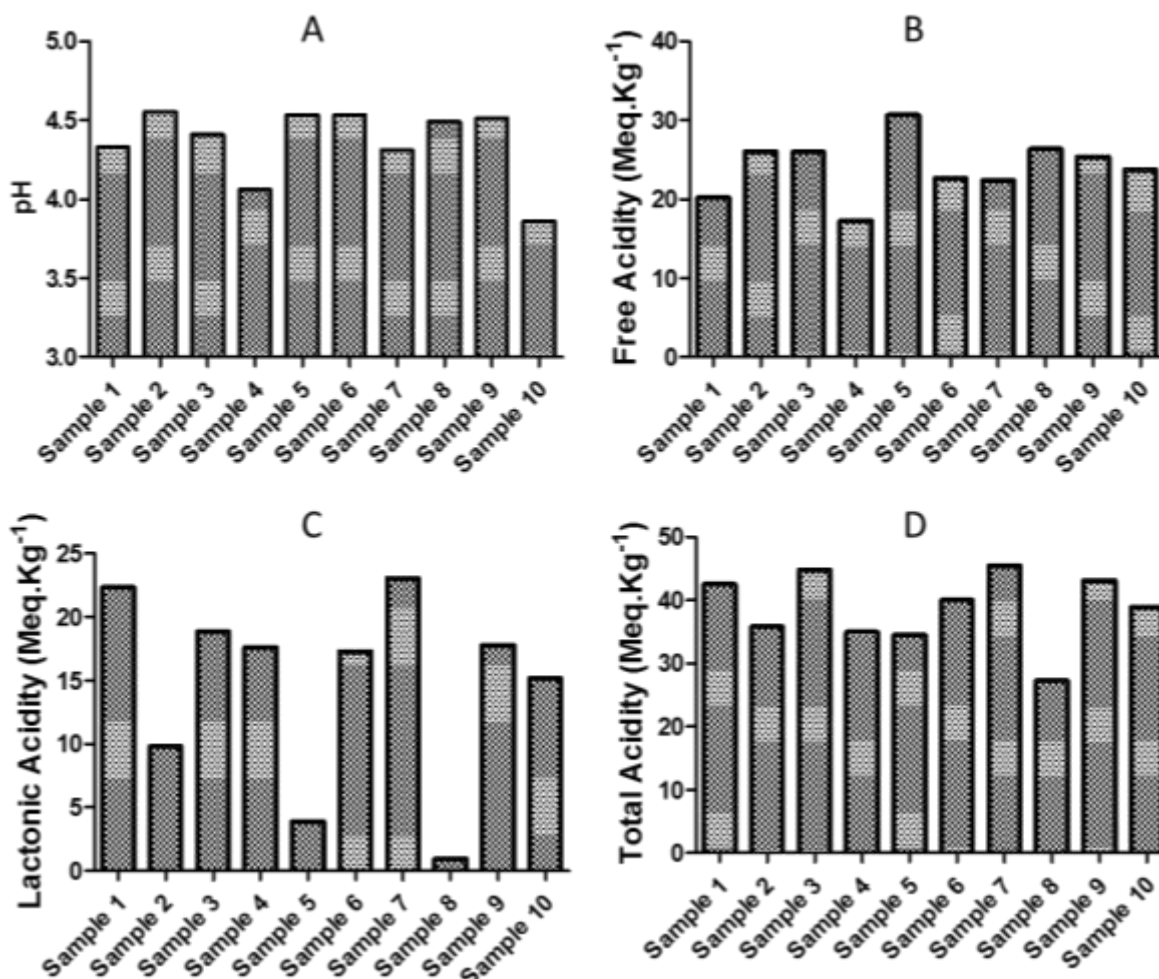 A
pH
5.0
4.5
4.0
3.5
3.0
Sample 1
Sample 2
Sample 3
Sample 4
Sample 5
Sample 6
Sample 7
Sample 8
Sample 9
Sample 10
B
Free Acidity (Meq.Kg⁻¹)
40
30
20
10
0
Sample 1
Sample 2
Sample 3
Sample 4
Sample 5
Sample 6
Sample 7
Sample 8
Sample 9
Sample 10
C
Lactonic Acidity (Meq.Kg⁻¹)
25
20
15
10
5
0
Sample 1
Sample 2
Sample 3
Sample 4
Sample 5
Sample 6
Sample 7
Sample 8
Sample 9
Sample 10
D
Total Acidity (Meq.Kg⁻¹)
50
40
30
20
10
0
Sample 1
Sample 2
Sample 3
Sample 4
Sample 5
Sample 6
Sample 7
Sample 8
Sample 9
Sample 10